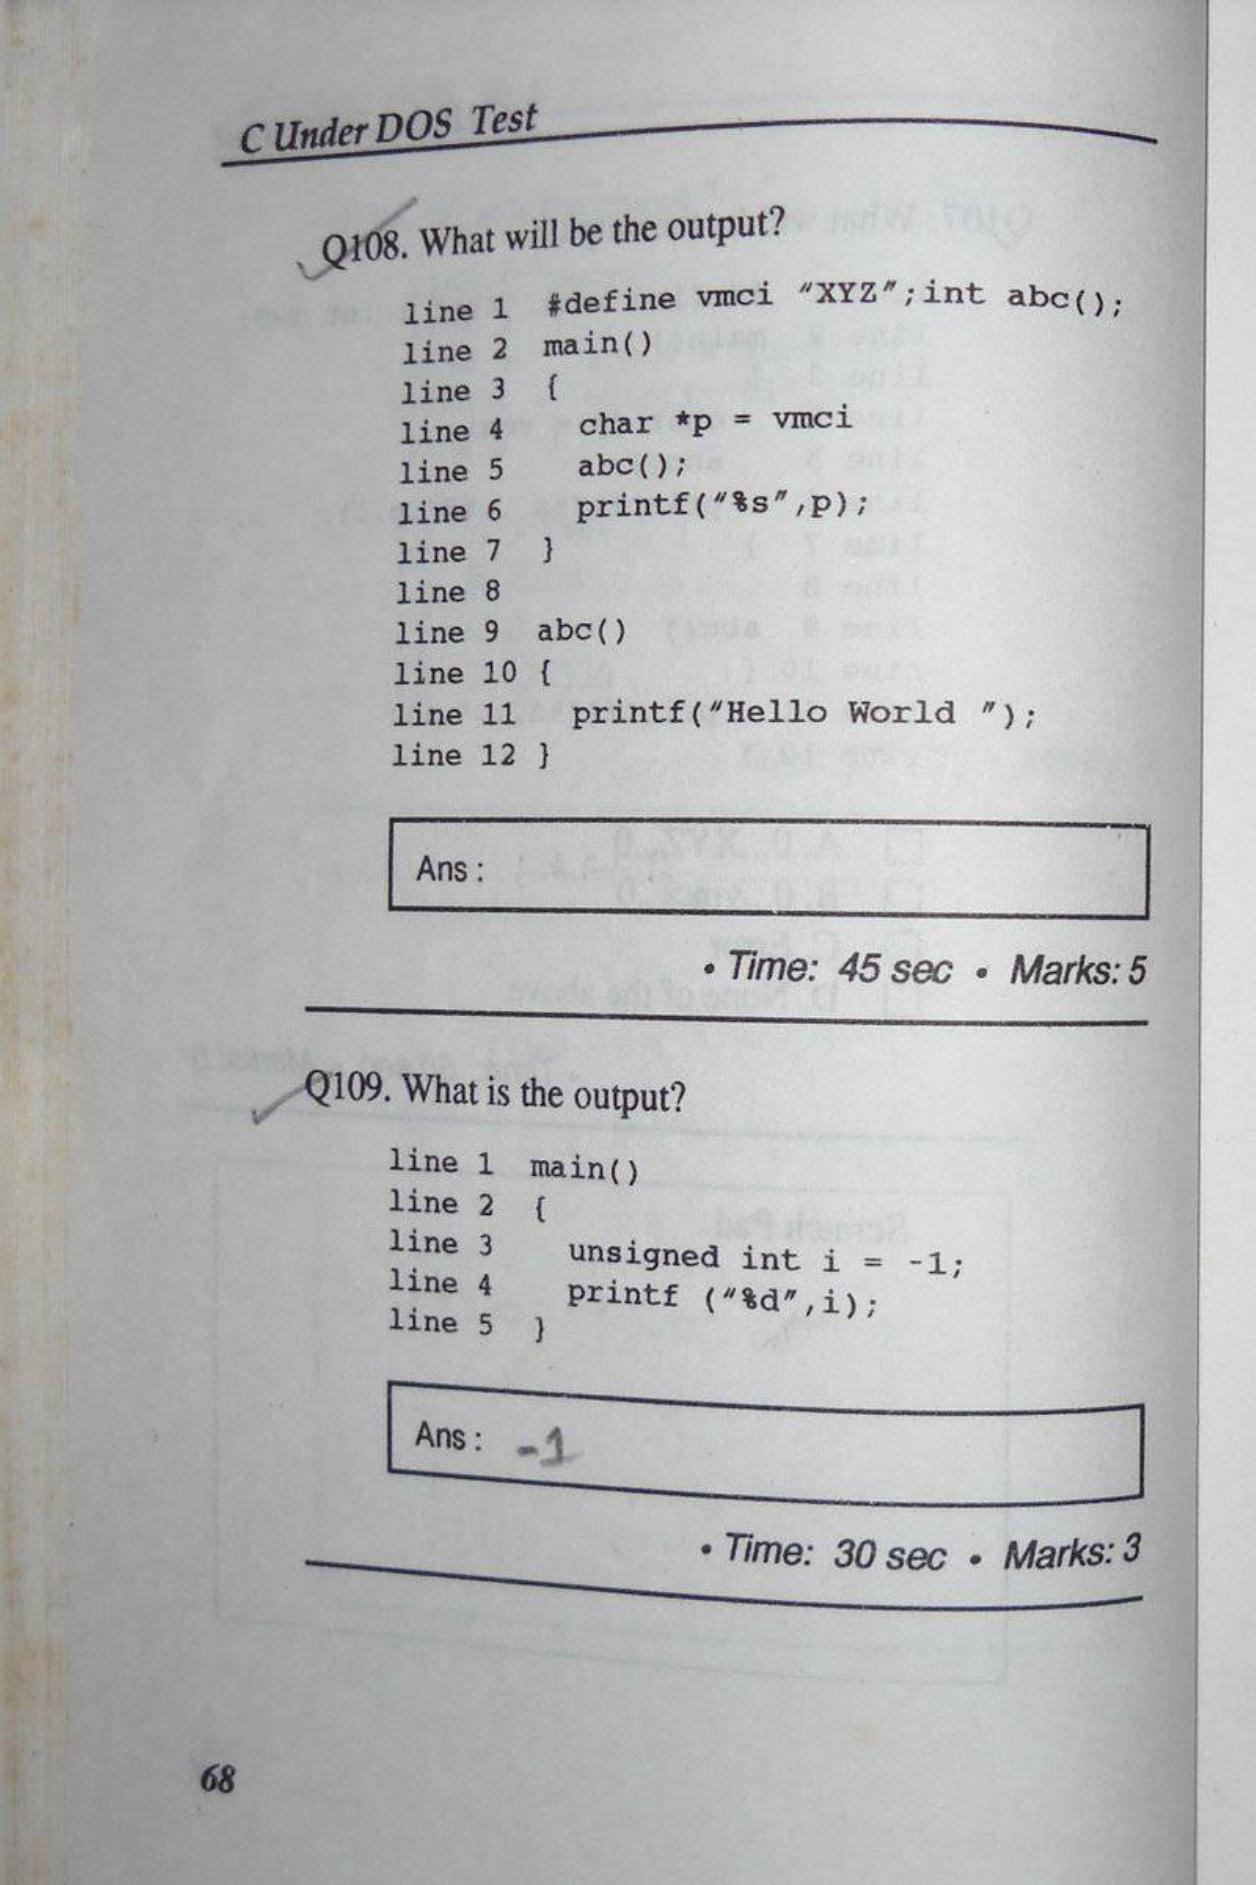 C Under DOS Test
Q108. What will be the output?
line 1 #define vmci "XYZ";int abc();
line 2 main()
line 3 {
line 4 char *p = vmci
line 5 abc();
line 6 printf("%s",p);
line 7 }
line 8
line 9 abc()
line 10 {
line 11 printf("Hello World ");
line 12 }
Ans :
• Time: 45 sec • Marks: 5
Q109. What is the output?
line 1 main()
line 2 {
line 3 unsigned int i = -1;
line 4 printf ("%d",i);
line 5 }
Ans : -1
• Time: 30 sec • Marks: 3
68